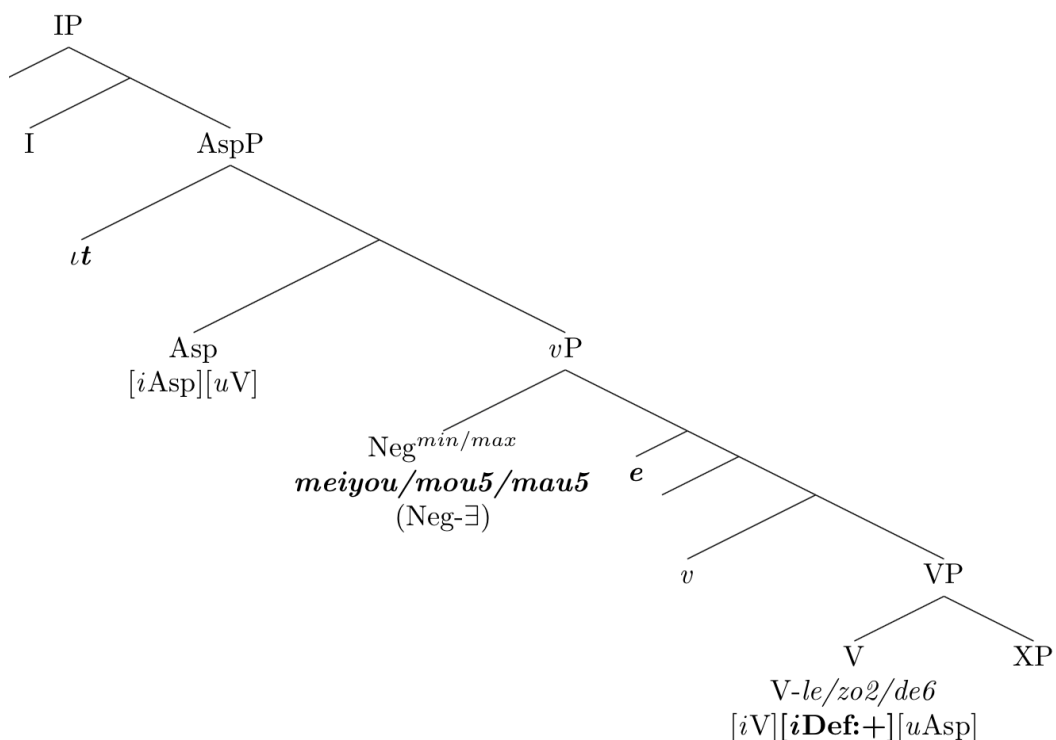 IP
I
AspP
ιt
Asp
[iAsp][uV]
vP
Neg^{min/max}
meiyou/mou5/mau5
(Neg-∃)
e
v
VP
V
XP
V-le/zo2/de6
[iV][iDef:+][uAsp]